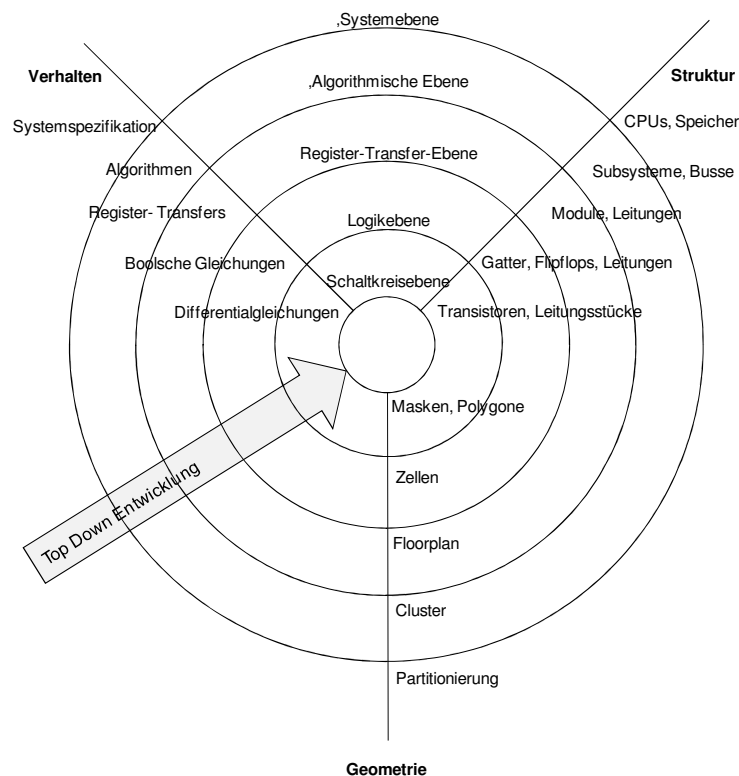 ‚Systemebene
Verhalten
Struktur
‚Algorithmische Ebene
Systemspezifikation
CPUs, Speicher
Register-Transfer-Ebene
Algorithmen
Subsysteme, Busse
Register- Transfers
Logikebene
Module, Leitungen
Boolsche Gleichungen
Schaltkreisebene
Gatter, Flipflops, Leitungen
Differentialgleichungen
Transistoren, Leitungsstücke
Masken, Polygone
Zellen
Top Down Entwicklung
Floorplan
Cluster
Partitionierung
Geometrie